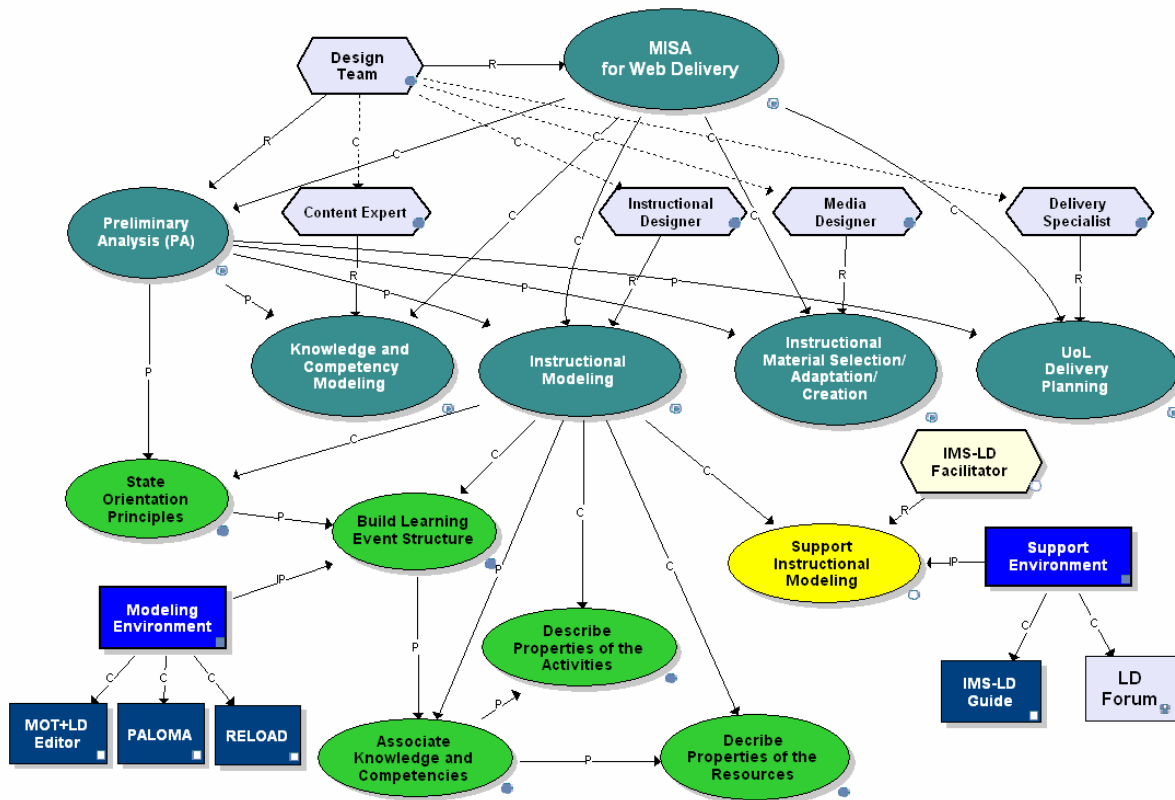 Design
Team
R
MISA
for Web Delivery
R
C
C
C
C
C
C
C
C
C
Preliminary
Analysis (PA)
Content Expert
Instructional
Designer
Media
Designer
Delivery
Specialist
R
R
R
R
P
P
P
P
P
Knowledge and
Competency
Modeling
Instructional
Modeling
Instructional
Material Selection/
Adaptation/
Creation
UoL
Delivery
Planning
C
C
C
C
P
C
IMS-LD
Facilitator
R
State
Orientation
Principles
P
Build Learning
Event Structure
Support
Instructional
Modeling
IP
Support
Environment
IP
Modeling
Environment
P
Describe
Properties of the
Activities
C
C
C
C
C
MOT+LD
Editor
PALOMA
RELOAD
P
Associate
Knowledge and
Competencies
P
Decribe
Properties of the
Resources
IMS-LD
Guide
LD
Forum